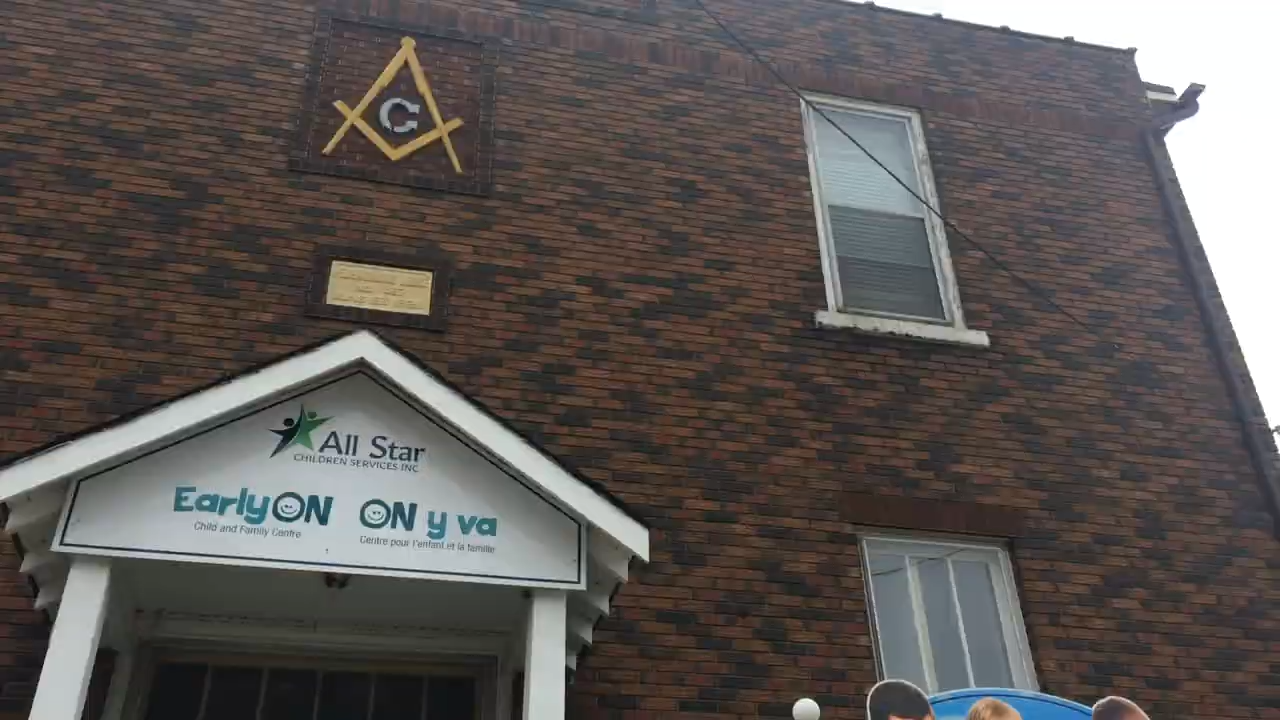 G
All Star
CHILDREN SERVICES INC
EarlyON ON y va
Child and Family Centre
Centre pour l'enfant et la famille